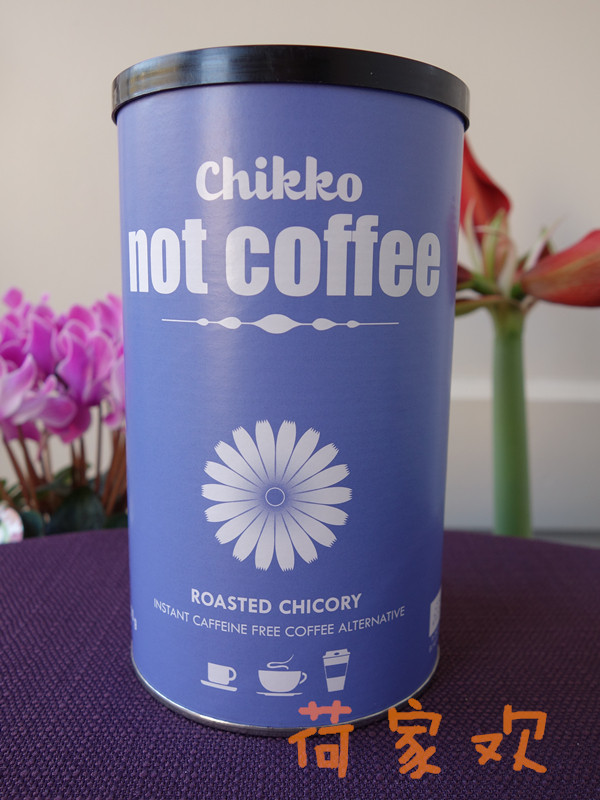 Chikko
not coffee
ROASTED CHICORY
INSTANT CAFFEINE FREE COFFEE ALTERNATIVE
荷家欢